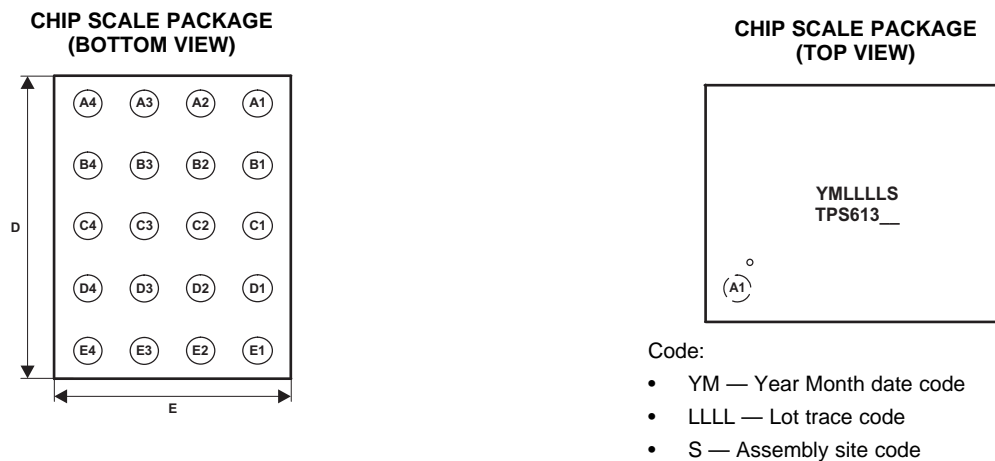 CHIP SCALE PACKAGE
(BOTTOM VIEW)
A4 A3 A2 A1
B4 B3 B2 B1
C4 C3 C2 C1
D
D4 D3 D2 D1
E4 E3 E2 E1
E
CHIP SCALE PACKAGE
(TOP VIEW)
YMLLLLS
TPS613__
A1
Code:
• YM — Year Month date code
• LLLL — Lot trace code
• S — Assembly site code